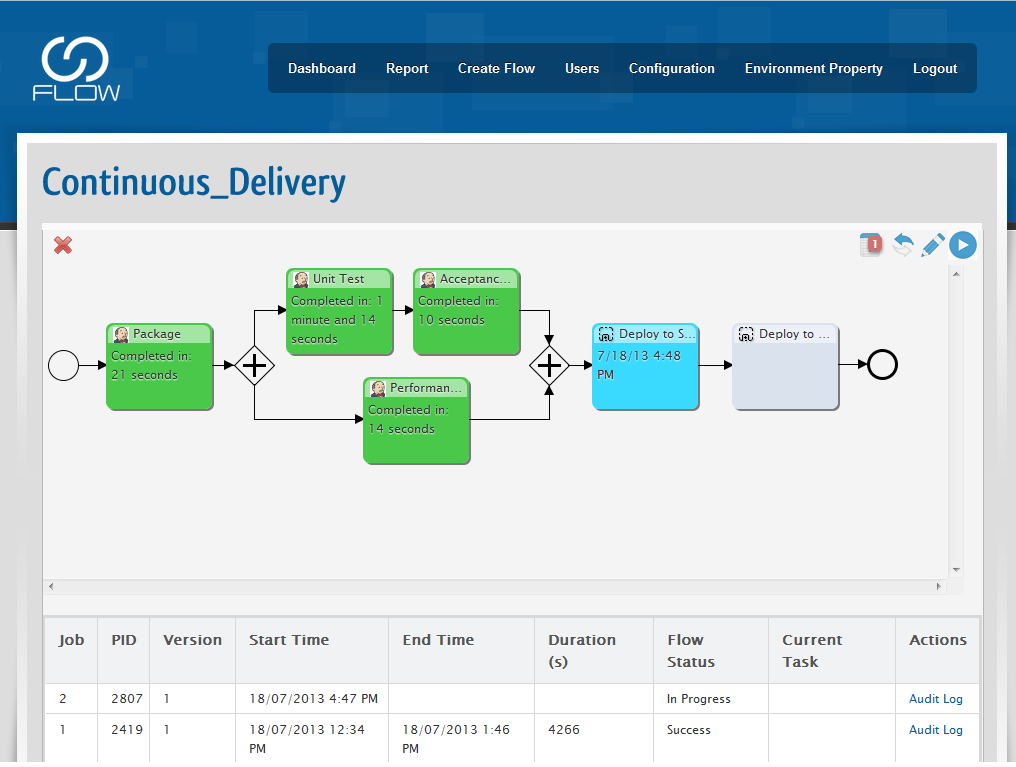 FLOW
Dashboard Report Create Flow Users Configuration Environment Property Logout
Continuous_Delivery
1
Unit Test
Completed in: 1
minute and 14
seconds
Acceptanc...
Completed in:
10 seconds
Package
Completed in:
21 seconds
Performan...
Completed in:
14 seconds
Deploy to S...
7/18/13 4:48
PM
Deploy to ...
Job PID Version Start Time End Time Duration (s) Flow Status Current Task Actions
2 2807 1 18/07/2013 4:47 PM In Progress Audit Log
1 2419 1 18/07/2013 12:34 PM 18/07/2013 1:46 PM 4266 Success Audit Log